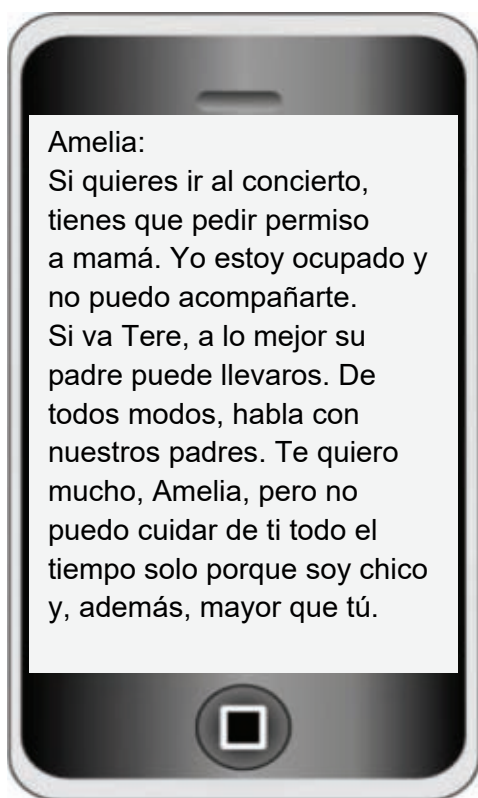 Amelia:
Si quieres ir al concierto,
tienes que pedir permiso
a mamá. Yo estoy ocupado y
no puedo acompañarte.
Si va Tere, a lo mejor su
padre puede llevaros. De
todos modos, habla con
nuestros padres. Te quiero
mucho, Amelia, pero no
puedo cuidar de ti todo el
tiempo solo porque soy chico
y, además, mayor que tú.